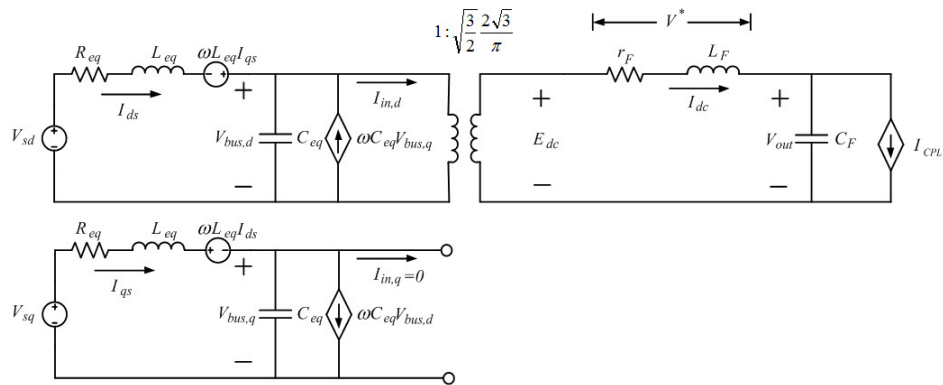 1:√(3/2) 2√3/π
V*
R_eq L_eq ωL_eq I_qs
r_F L_F
I_ds
I_in,d
I_dc
V_sd
V_bus,d C_eq ωC_eq V_bus,q
E_dc
V_out C_F I_CPL
R_eq L_eq ωL_eq I_ds
I_qs
I_in,q=0
V_sq
V_bus,q C_eq ωC_eq V_bus,d